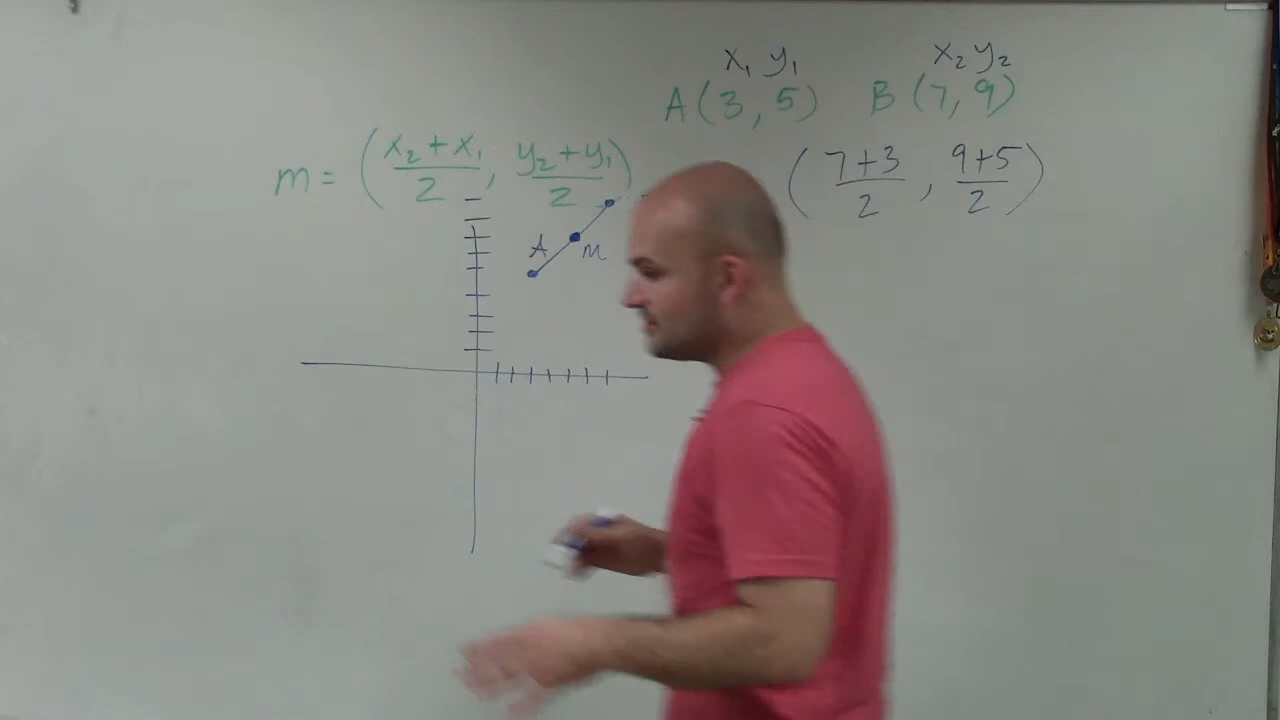 x₁ y₁ x₂ y₂
A (3, 5) B (7, 9)
m = ( x₂ + x₁ / 2 , y₂ + y₁ / 2 ) ( 7+3 / 2 , 9+5 / 2 )
A M